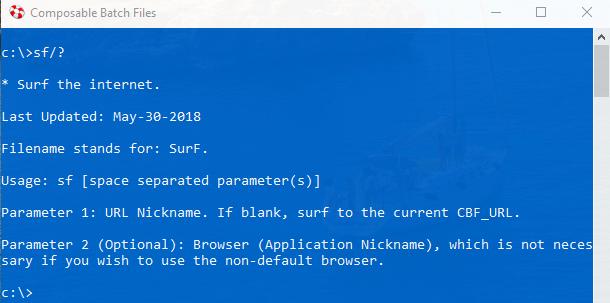 Composable Batch Files
c:\>sf/?
* Surf the internet.
Last Updated: May-30-2018
Filename stands for: SurF.
Usage: sf [space separated parameter(s)]
Parameter 1: URL Nickname. If blank, surf to the current CBF_URL.
Parameter 2 (Optional): Browser (Application Nickname), which is not neces
sary if you wish to use the non-default browser.
c:\>